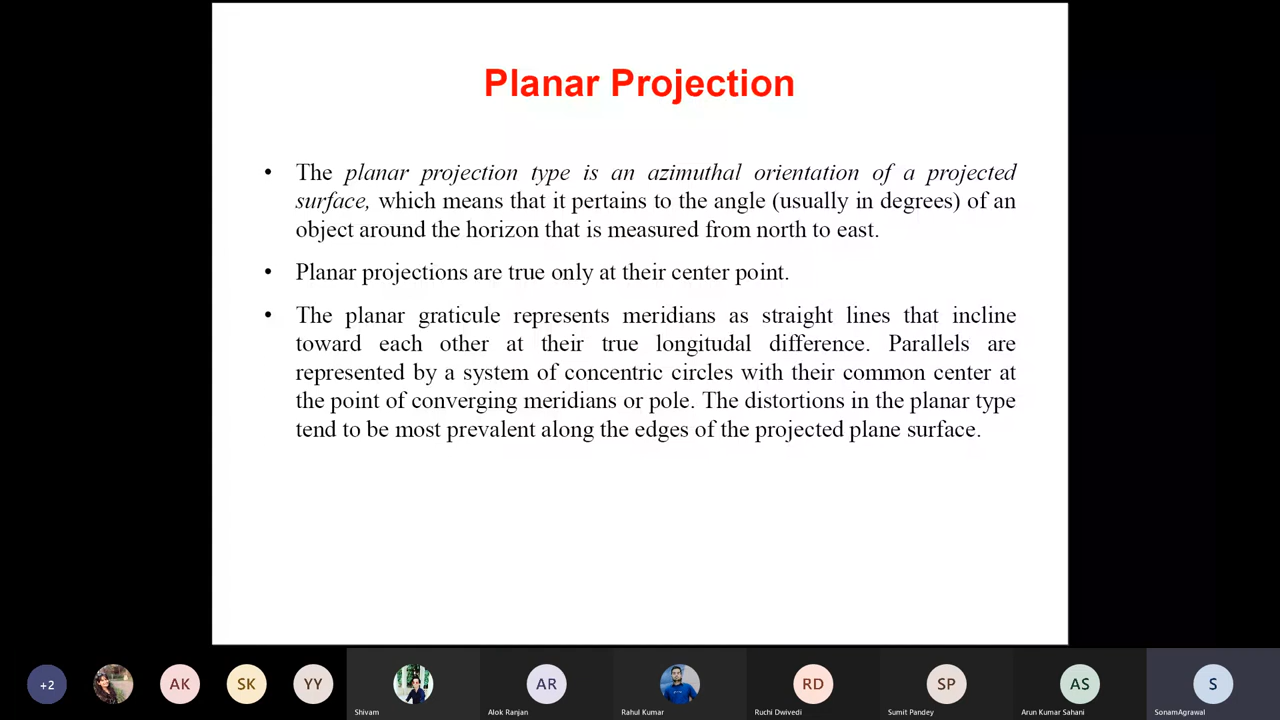 Planar Projection
• The planar projection type is an azimuthal orientation of a projected
surface, which means that it pertains to the angle (usually in degrees) of an
object around the horizon that is measured from north to east.
• Planar projections are true only at their center point.
• The planar graticule represents meridians as straight lines that incline
toward each other at their true longitudal difference. Parallels are
represented by a system of concentric circles with their common center at
the point of converging meridians or pole. The distortions in the planar type
tend to be most prevalent along the edges of the projected plane surface.
+2 AK SK YY AR RD SP AS S
Shivam Alok Ranjan Rahul Kumar Ruchi Dwivedi Sumit Pandey Arun Kumar Sahani SonamAgrawal